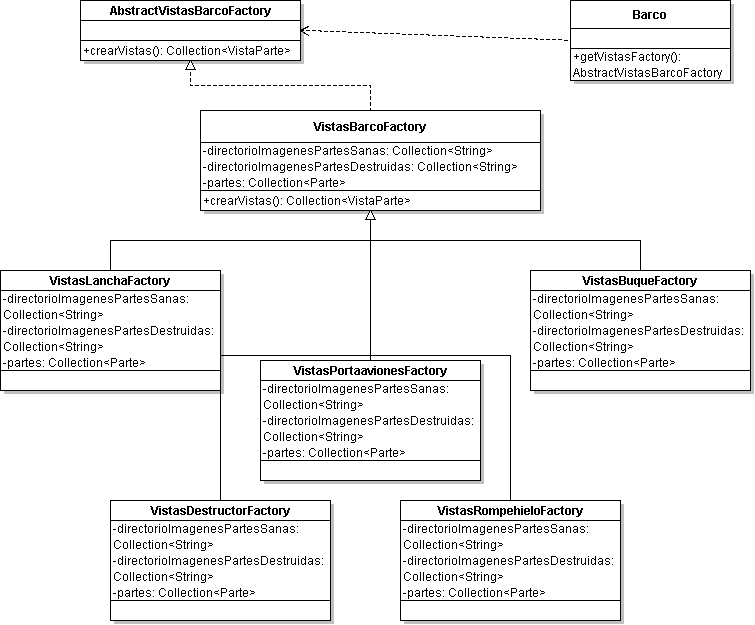 AbstractVistasBarcoFactory
+crearVistas(): Collection<VistaParte>
Barco
+getVistasFactory():
AbstractVistasBarcoFactory
VistasBarcoFactory
-directorioImagenesPartesSanas: Collection<String>
-directorioImagenesPartesDestruidas: Collection<String>
-partes: Collection<Parte>
+crearVistas(): Collection<VistaParte>
VistasLanchaFactory
-directorioImagenesPartesSanas:
Collection<String>
-directorioImagenesPartesDestruidas:
Collection<String>
-partes: Collection<Parte>
VistasBuqueFactory
-directorioImagenesPartesSanas:
Collection<String>
-directorioImagenesPartesDestruidas:
Collection<String>
-partes: Collection<Parte>
VistasPortaavionesFactory
-directorioImagenesPartesSanas:
Collection<String>
-directorioImagenesPartesDestruidas:
Collection<String>
-partes: Collection<Parte>
VistasDestructorFactory
-directorioImagenesPartesSanas:
Collection<String>
-directorioImagenesPartesDestruidas:
Collection<String>
-partes: Collection<Parte>
VistasRompehieloFactory
-directorioImagenesPartesSanas:
Collection<String>
-directorioImagenesPartesDestruidas:
Collection<String>
-partes: Collection<Parte>